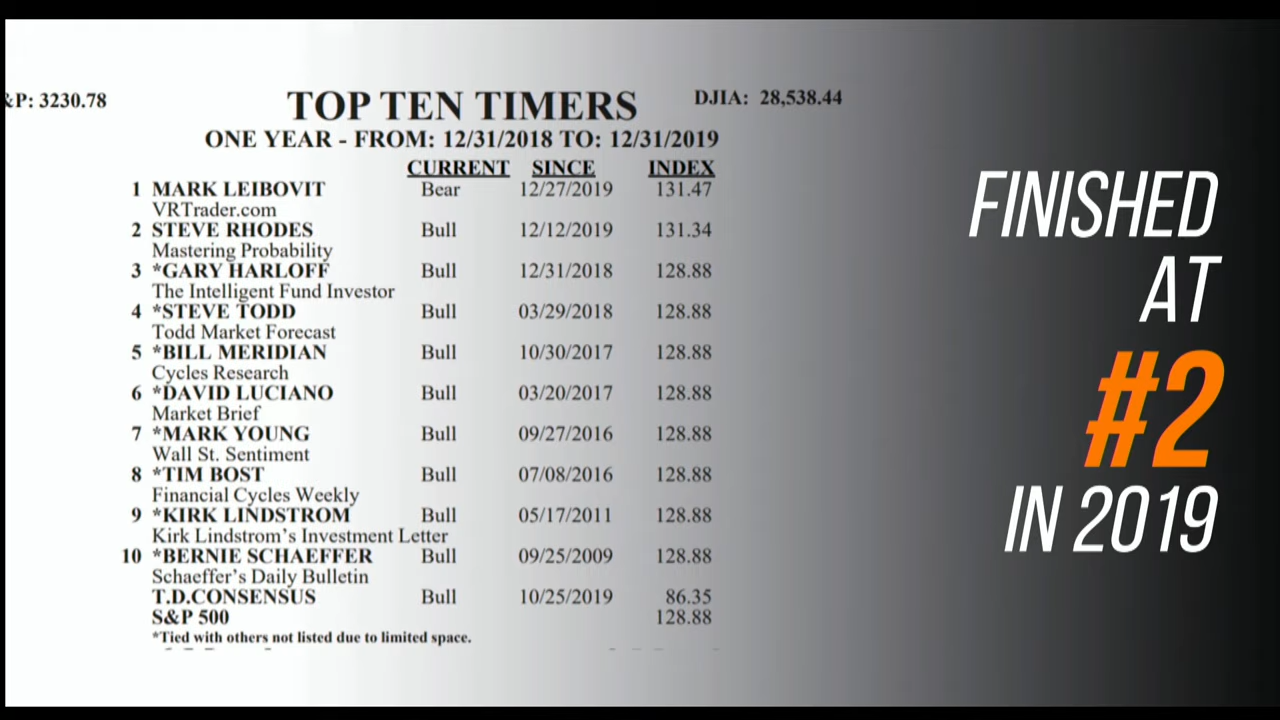 &P: 3230.78
TOP TEN TIMERS
DJIA: 28,538.44
ONE YEAR - FROM: 12/31/2018 TO: 12/31/2019
CURRENT SINCE INDEX
1 MARK LEIBOVIT Bear 12/27/2019 131.47
VRTrader.com
2 STEVE RHODES Bull 12/12/2019 131.34
Mastering Probability
3 *GARY HARLOFF Bull 12/31/2018 128.88
The Intelligent Fund Investor
4 *STEVE TODD Bull 03/29/2018 128.88
Todd Market Forecast
5 *BILL MERIDIAN Bull 10/30/2017 128.88
Cycles Research
6 *DAVID LUCIANO Bull 03/20/2017 128.88
Market Brief
7 *MARK YOUNG Bull 09/27/2016 128.88
Wall St. Sentiment
8 *TIM BOST Bull 07/08/2016 128.88
Financial Cycles Weekly
9 *KIRK LINDSTROM Bull 05/17/2011 128.88
Kirk Lindstrom's Investment Letter
10 *BERNIE SCHAEFFER Bull 09/25/2009 128.88
Schaeffer's Daily Bulletin
T.D.CONSENSUS Bull 10/25/2019 86.35
S&P 500 128.88
*Tied with others not listed due to limited space.
FINISHED
AT
#2
IN 2019